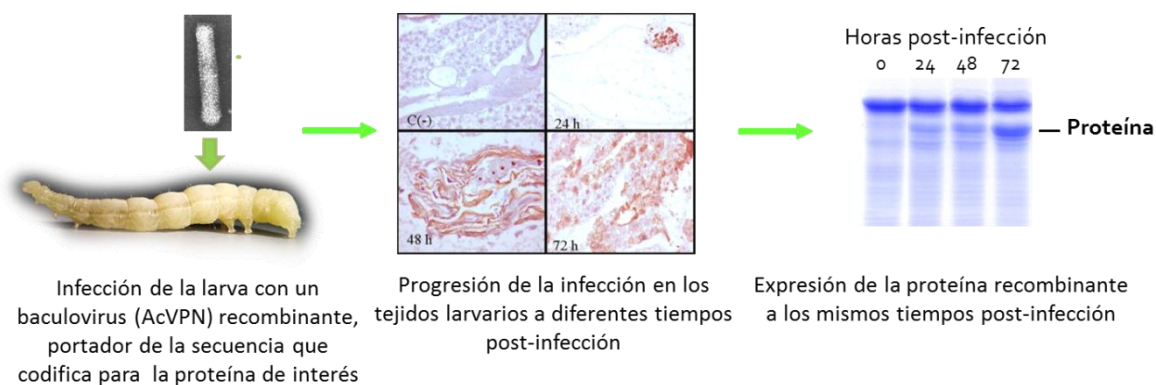 Horas post-infección
0 24 48 72
Proteína
C(-)
24 h
48 h
72 h
Infección de la larva con un
baculovirus (AcVPN) recombinante,
portador de la secuencia que
codifica para la proteína de interés
Progresión de la infección en los
tejidos larvarios a diferentes tiempos
post-infección
Expresión de la proteína recombinante
a los mismos tiempos post-infección